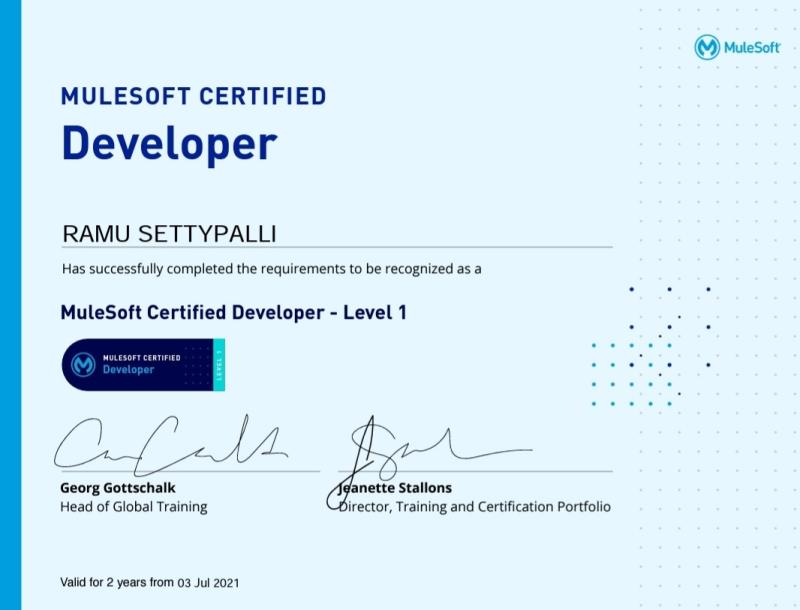 MuleSoft
MULESOFT CERTIFIED
Developer
RAMU SETTYPALLI
Has successfully completed the requirements to be recognized as a
MuleSoft Certified Developer - Level 1
MULESOFT CERTIFIED
Developer
LEVEL 1
Georg Gottschalk
Head of Global Training
Jeanette Stallons
Director, Training and Certification Portfolio
Valid for 2 years from 03 Jul 2021